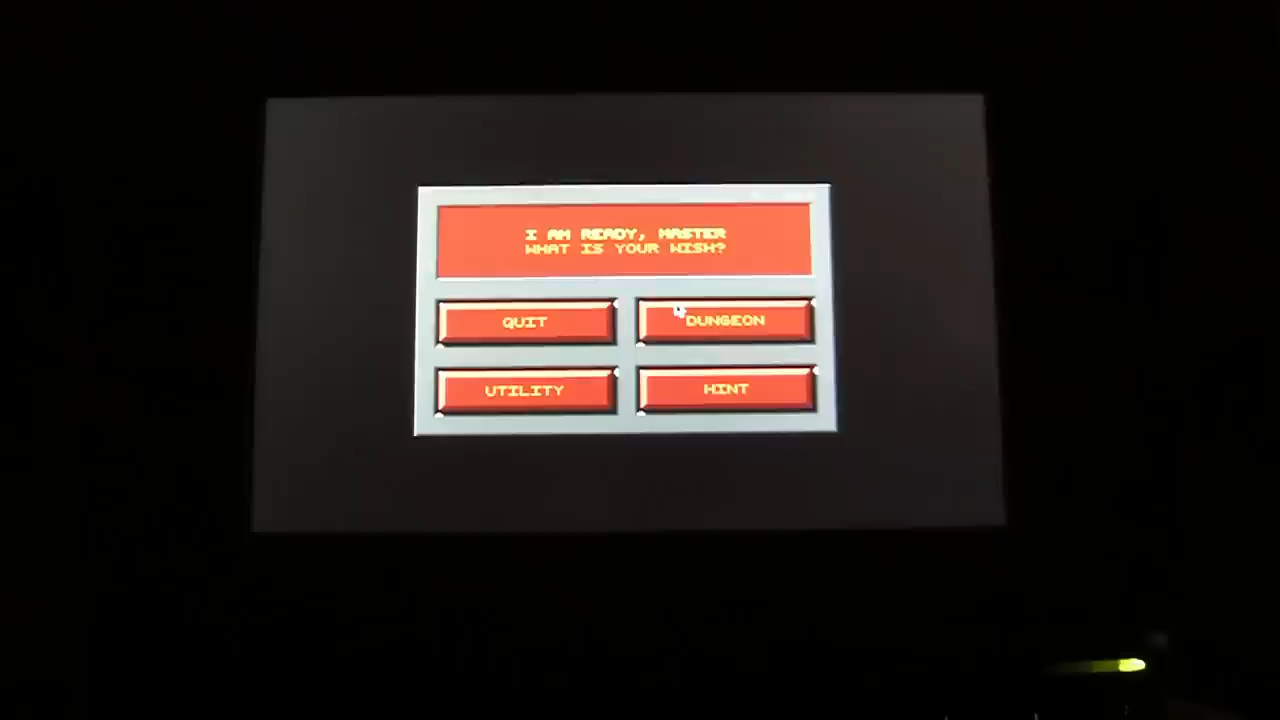 I AM READY, MASTER
WHAT IS YOUR WISH?
QUIT
DUNGEON
UTILITY
HINT